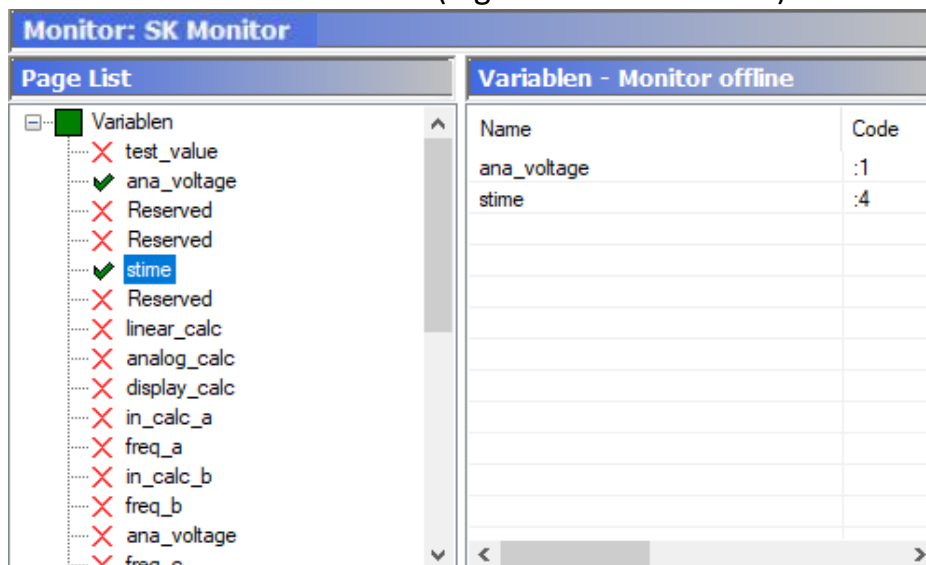 Monitor: SK Monitor
Page List
Variablen
test_value
ana_voltage
Reserved
Reserved
stime
Reserved
linear_calc
analog_calc
display_calc
in_calc_a
freq_a
in_calc_b
freq_b
ana_voltage
Variablen - Monitor offline
Name Code
ana_voltage :1
stime :4